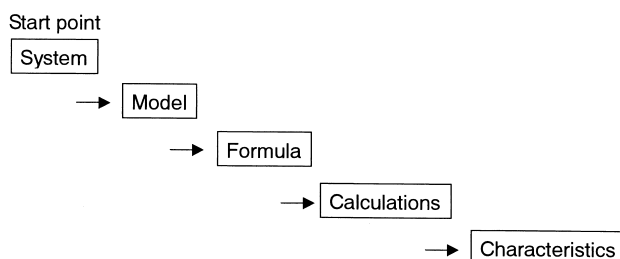 Start point
System
Model
Formula
Calculations
Characteristics